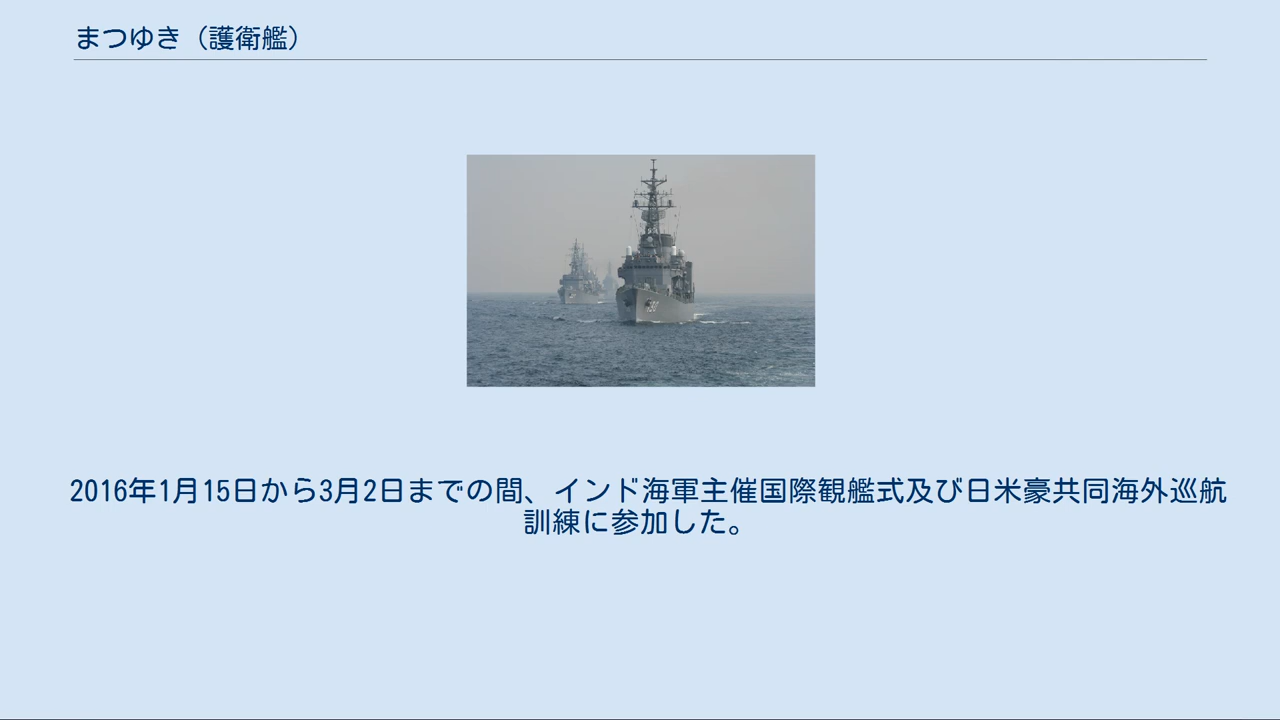 まつゆき（護衛艦）
2016年1月15日から3月2日までの間、インド海軍主催国際観艦式及び日米豪共同海外巡航
訓練に参加した。